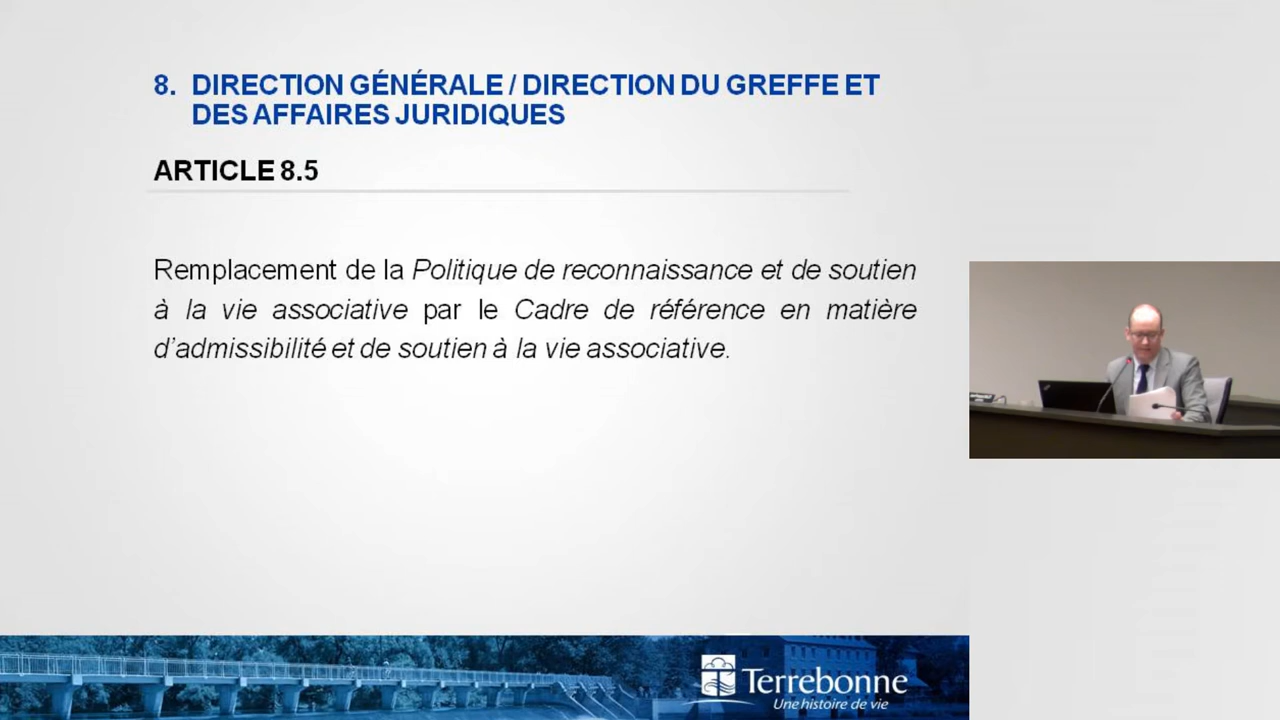 8. DIRECTION GÉNÉRALE / DIRECTION DU GREFFE ET
DES AFFAIRES JURIDIQUES
ARTICLE 8.5
Remplacement de la Politique de reconnaissance et de soutien
à la vie associative par le Cadre de référence en matière
d'admissibilité et de soutien à la vie associative.
Terrebonne
Une histoire de vie